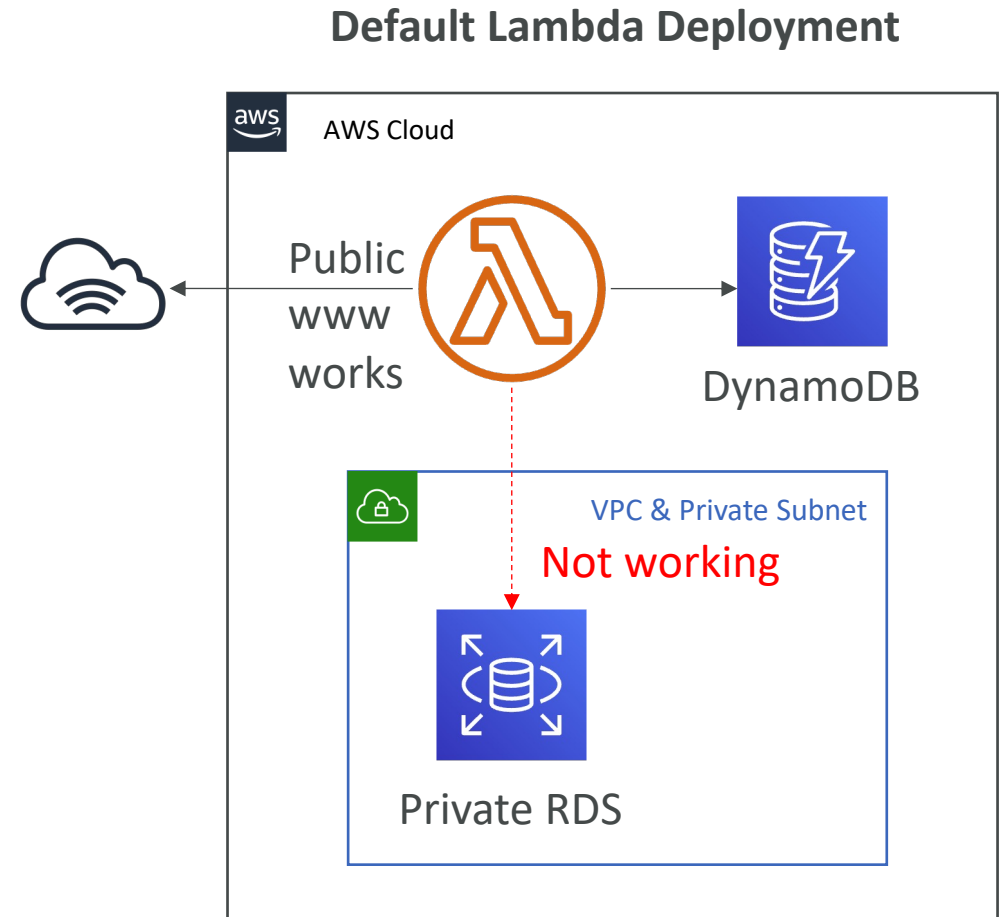 Default Lambda Deployment
aws
AWS Cloud
Public
www
works
DynamoDB
VPC & Private Subnet
Not working
Private RDS